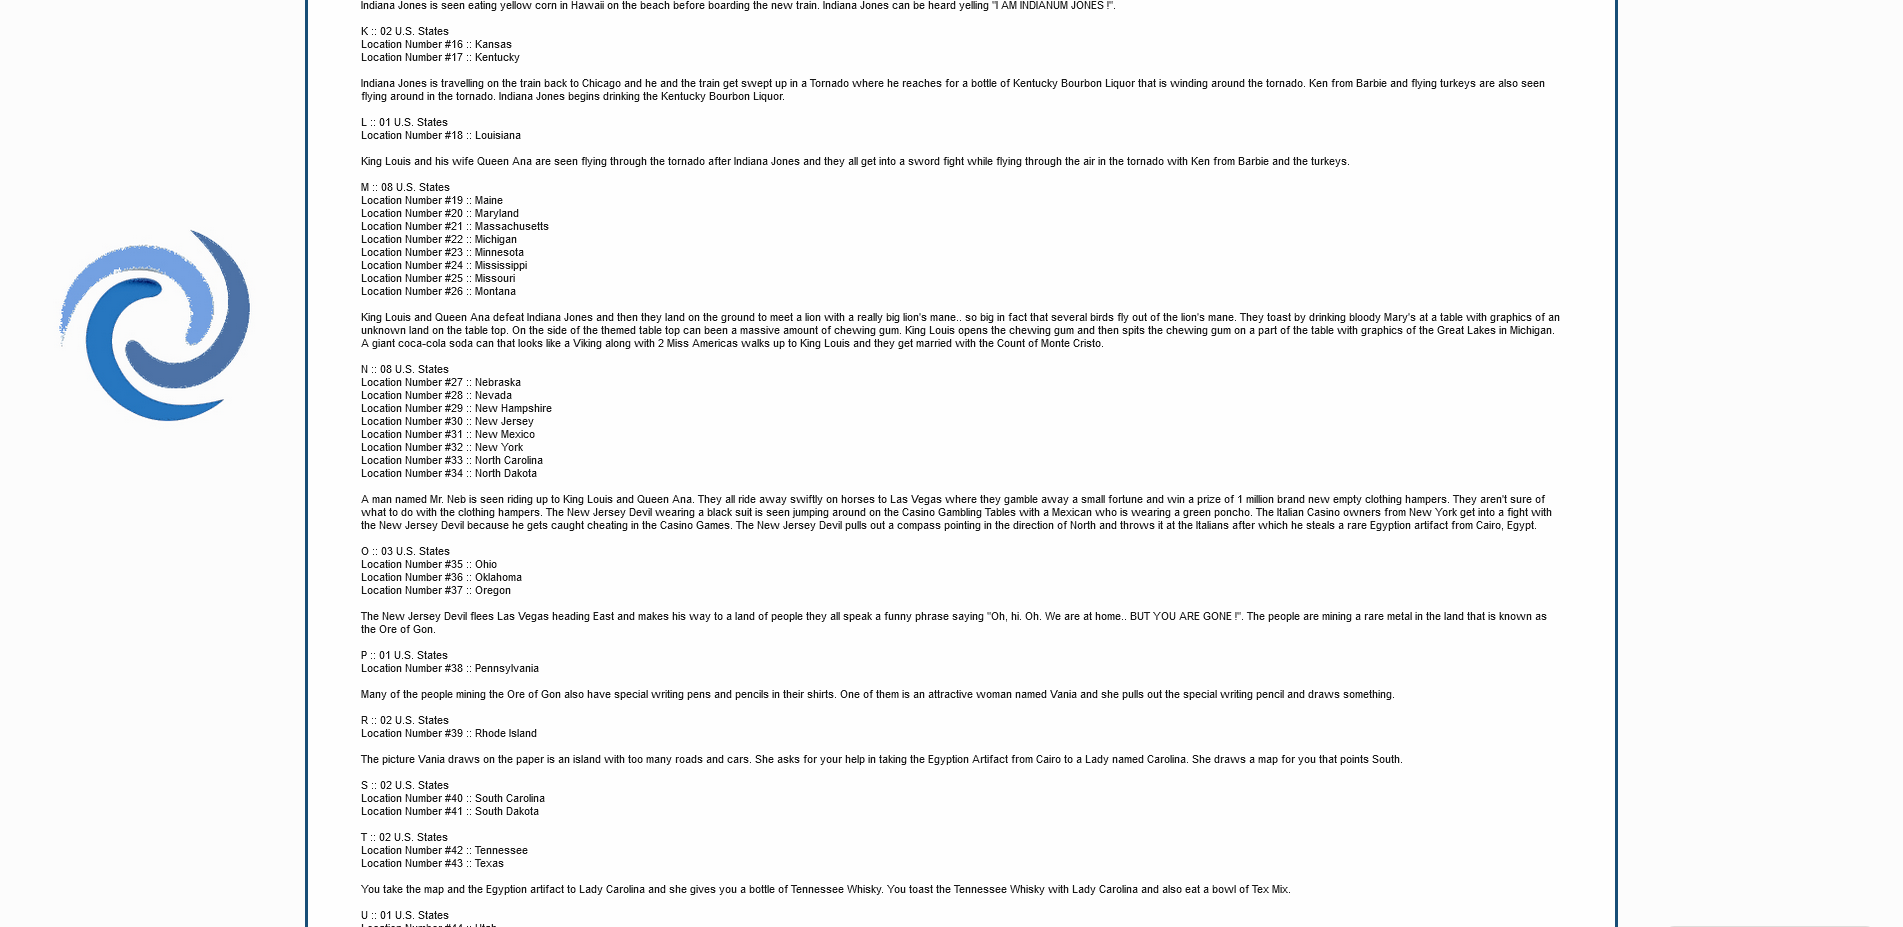 Indiana Jones is seen eating yellow corn in Hawaii on the beach before boarding the new train. Indiana Jones can be heard yelling "I AM INDIANUM JONES !".
K :: 02 U.S. States
Location Number #16 :: Kansas
Location Number #17 :: Kentucky
Indiana Jones is travelling on the train back to Chicago and he and the train get swept up in a Tornado where he reaches for a bottle of Kentucky Bourbon Liquor that is winding around the tornado. Ken from Barbie and flying turkeys are also seen
flying around in the tornado. Indiana Jones begins drinking the Kentucky Bourbon Liquor.
L :: 01 U.S. States
Location Number #18 :: Louisiana
King Louis and his wife Queen Ana are seen flying through the tornado after Indiana Jones and they all get into a sword fight while flying through the air in the tornado with Ken from Barbie and the turkeys.
M :: 08 U.S. States
Location Number #19 :: Maine
Location Number #20 :: Maryland
Location Number #21 :: Massachusetts
Location Number #22 :: Michigan
Location Number #23 :: Minnesota
Location Number #24 :: Mississippi
Location Number #25 :: Missouri
Location Number #26 :: Montana
King Louis and Queen Ana defeat Indiana Jones and then they land on the ground to meet a lion with a really big lion's mane.. so big in fact that several birds fly out of the lion's mane. They toast by drinking bloody Mary's at a table with graphics of an
unknown land on the table top. On the side of the themed table top can been a massive amount of chewing gum. King Louis opens the chewing gum and then spits the chewing gum on a part of the table with graphics of the Great Lakes in Michigan.
A giant coca-cola soda can that looks like a Viking along with 2 Miss Americas walks up to King Louis and they get married with the Count of Monte Cristo.
N :: 08 U.S. States
Location Number #27 :: Nebraska
Location Number #28 :: Nevada
Location Number #29 :: New Hampshire
Location Number #30 :: New Jersey
Location Number #31 :: New Mexico
Location Number #32 :: New York
Location Number #33 :: North Carolina
Location Number #34 :: North Dakota
A man named Mr. Neb is seen riding up to King Louis and Queen Ana. They all ride away swiftly on horses to Las Vegas where they gamble away a small fortune and win a prize of 1 million brand new empty clothing hampers. They aren't sure of
what to do with the clothing hampers. The New Jersey Devil wearing a black suit is seen jumping around on the Casino Gambling Tables with a Mexican who is wearing a green poncho. The Italian Casino owners from New York get into a fight with
the New Jersey Devil because he gets caught cheating in the Casino Games. The New Jersey Devil pulls out a compass pointing in the direction of North and throws it at the Italians after which he steals a rare Egyption artifact from Cairo, Egypt.
O :: 03 U.S. States
Location Number #35 :: Ohio
Location Number #36 :: Oklahoma
Location Number #37 :: Oregon
The New Jersey Devil flees Las Vegas heading East and makes his way to a land of people they all speak a funny phrase saying "Oh, hi. Oh. We are at home.. BUT YOU ARE GONE !". The people are mining a rare metal in the land that is known as
the Ore of Gon.
P :: 01 U.S. States
Location Number #38 :: Pennsylvania
Many of the people mining the Ore of Gon also have special writing pens and pencils in their shirts. One of them is an attractive woman named Vania and she pulls out the special writing pencil and draws something.
R :: 02 U.S. States
Location Number #39 :: Rhode Island
The picture Vania draws on the paper is an island with too many roads and cars. She asks for your help in taking the Egyption Artifact from Cairo to a Lady named Carolina. She draws a map for you that points South.
S :: 02 U.S. States
Location Number #40 :: South Carolina
Location Number #41 :: South Dakota
T :: 02 U.S. States
Location Number #42 :: Tennessee
Location Number #43 :: Texas
You take the map and the Egyption artifact to Lady Carolina and she gives you a bottle of Tennessee Whisky. You toast the Tennessee Whisky with Lady Carolina and also eat a bowl of Tex Mix.
U :: 01 U.S. States
Location Number #44 :: Utah